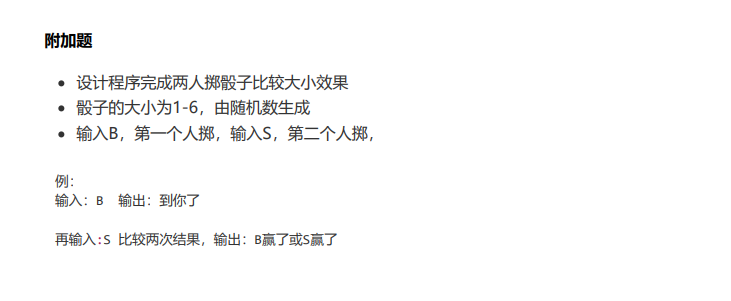 附加题
设计程序完成两人掷骰子比较大小效果
骰子的大小为1-6，由随机数生成
输入B，第一个人掷，输入S，第二个人掷，
例：
输入：B 输出：到你了
再输入:S 比较两次结果，输出：B赢了或S赢了